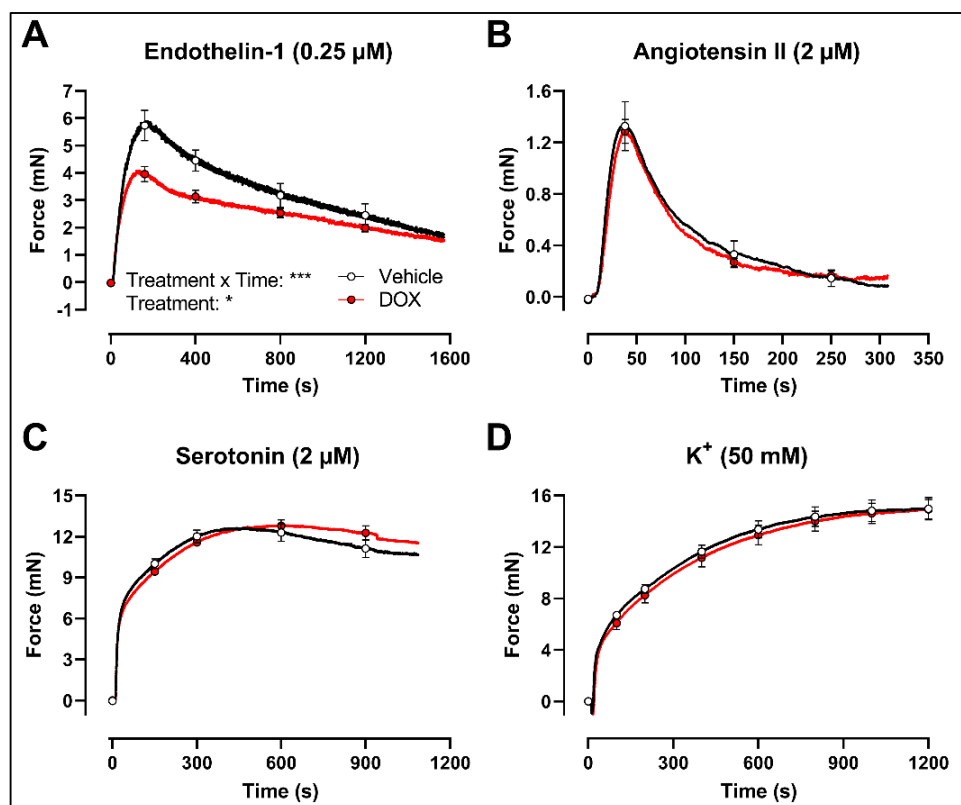 A
Endothelin-1 (0.25 µM)
7
6
5
4
3
2
1
0
-1
Force (mN)
Treatment x Time: ***
Treatment: *
Vehicle
DOX
0
400
800
1200
1600
Time (s)
B
Angiotensin II (2 µM)
1.6
1.2
0.8
0.4
0.0
Force (mN)
0
50
100
150
200
250
300
350
Time (s)
C
Serotonin (2 µM)
15
12
9
6
3
0
Force (mN)
0
300
600
900
1200
Time (s)
D
K⁺ (50 mM)
16
12
8
4
0
Force (mN)
0
300
600
900
1200
Time (s)